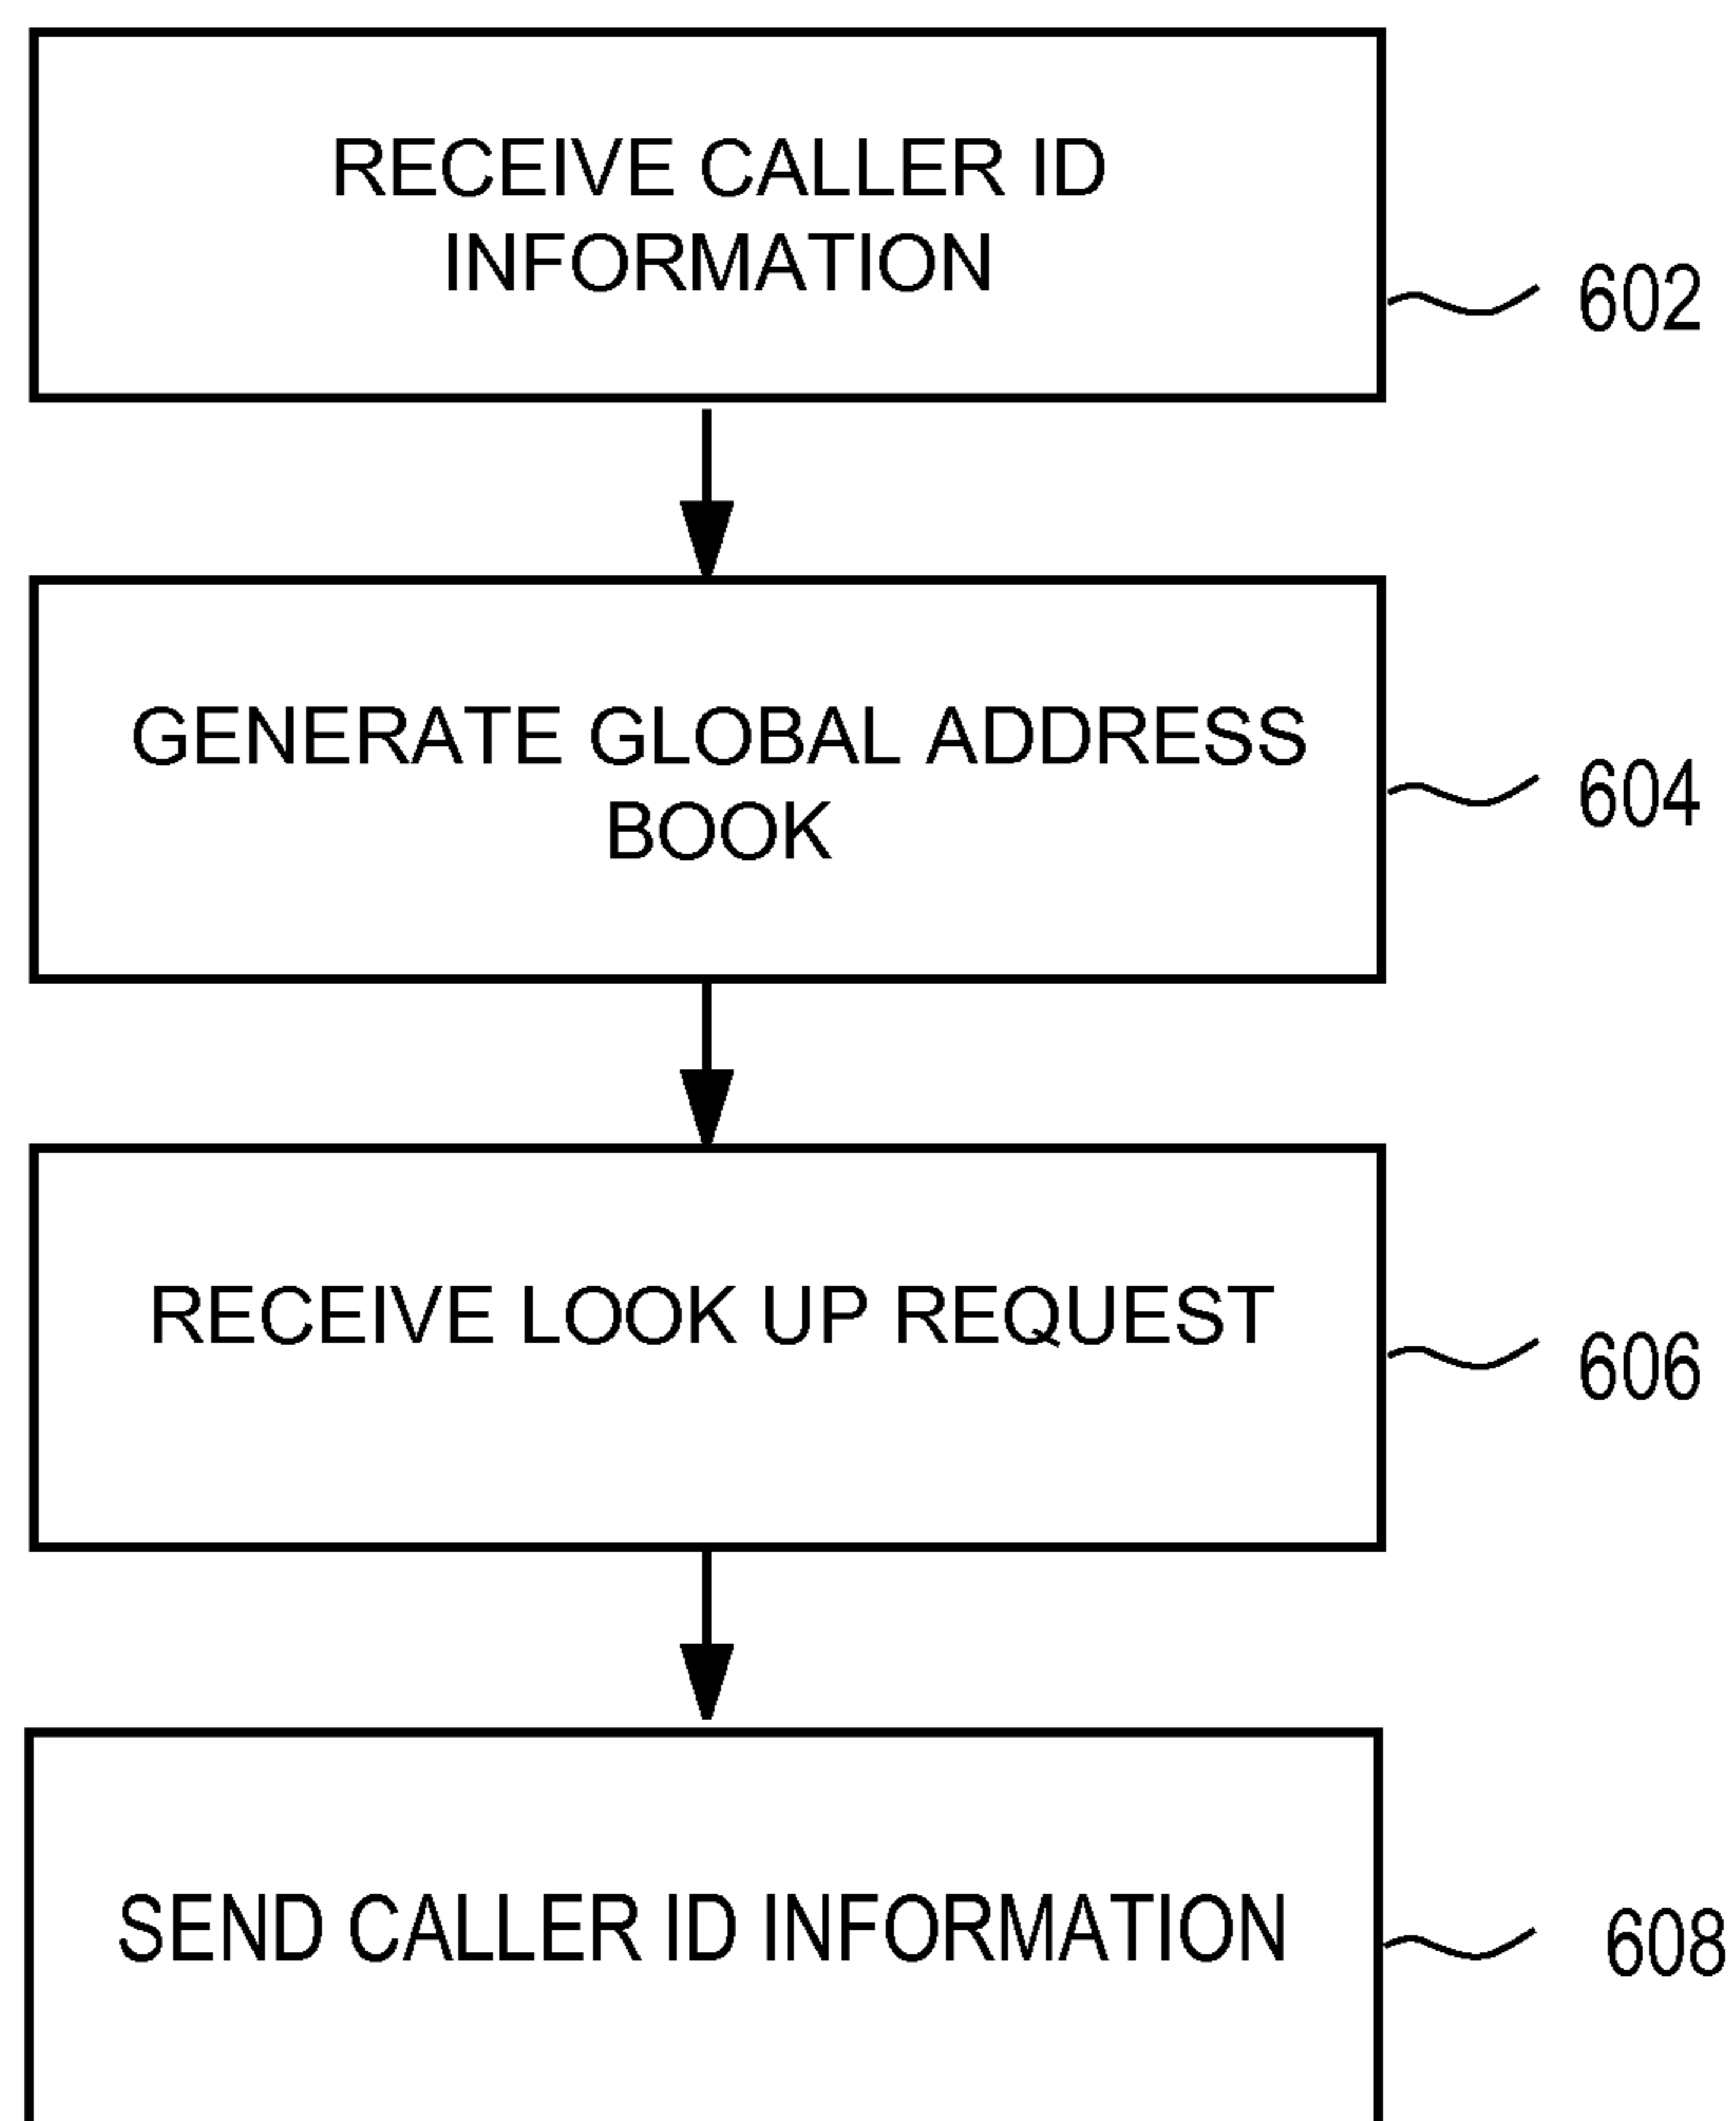 RECEIVE CALLER ID
INFORMATION
602
GENERATE GLOBAL ADDRESS
BOOK
604
RECEIVE LOOK UP REQUEST
606
SEND CALLER ID INFORMATION
608